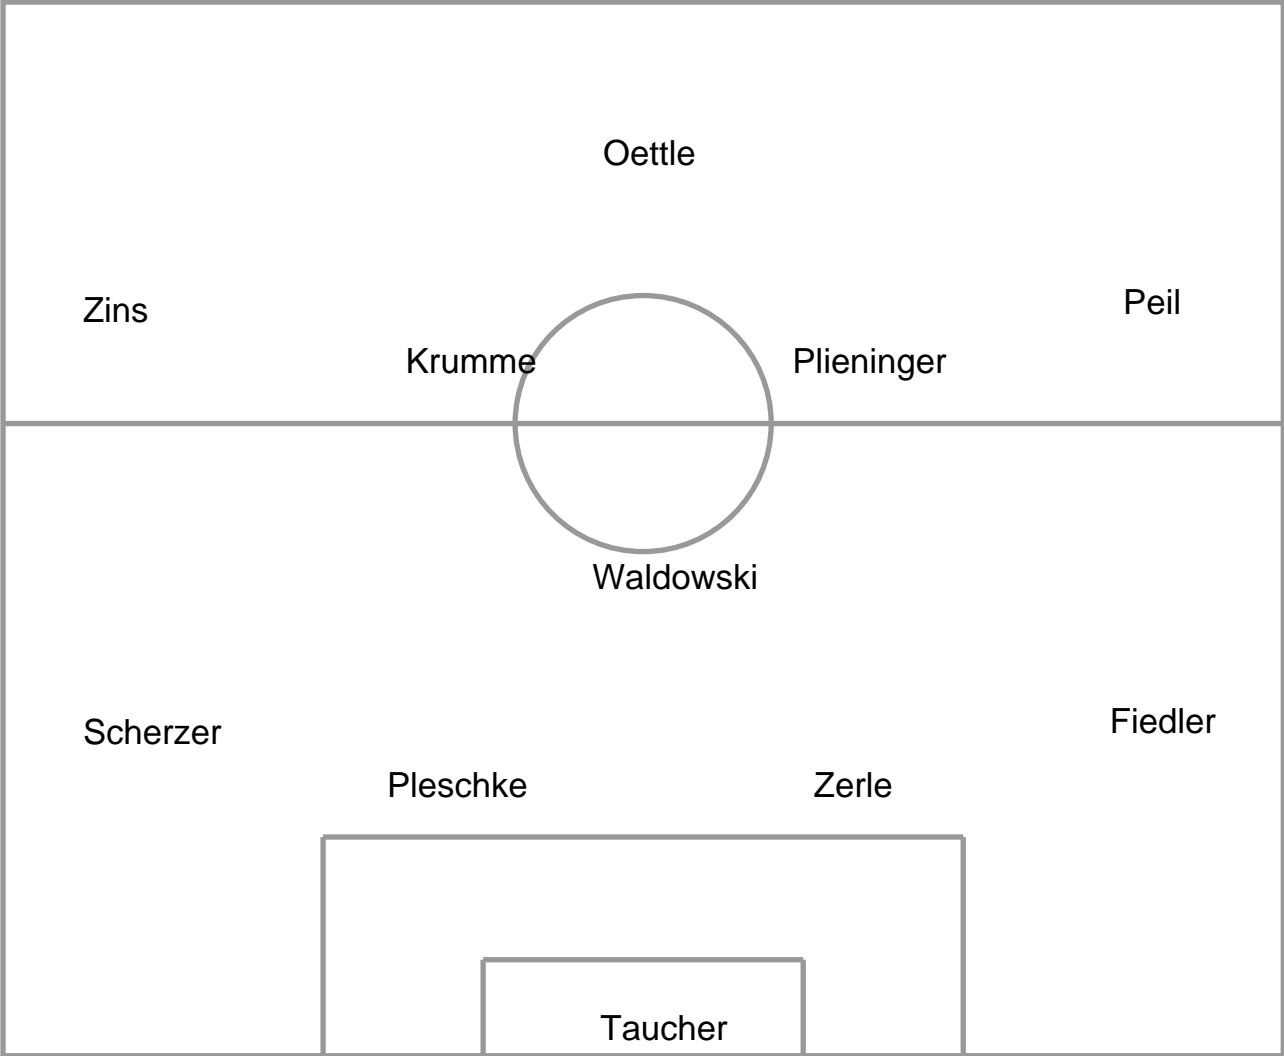 Oettle
Zins
Peil
Krumme
Plieninger
Waldowski
Scherzer
Fiedler
Pleschke
Zerle
Taucher